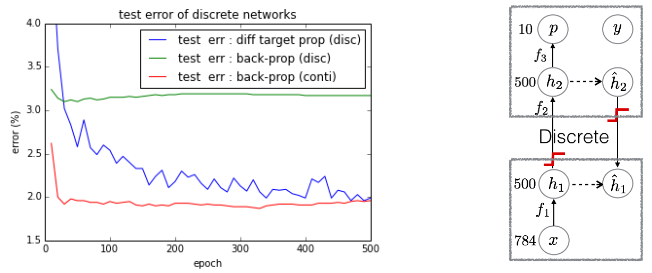 test error of discrete networks
4.0
3.5
3.0
2.5
2.0
1.5
error (%)
0
100
200
300
400
500
epoch
test err : diff target prop (disc)
test err : back-prop (disc)
test err : back-prop (conti)
10 p y
f₃
500 h₂ ĥ₂
f₂
Discrete
500 h₁ ĥ₁
f₁
784 x